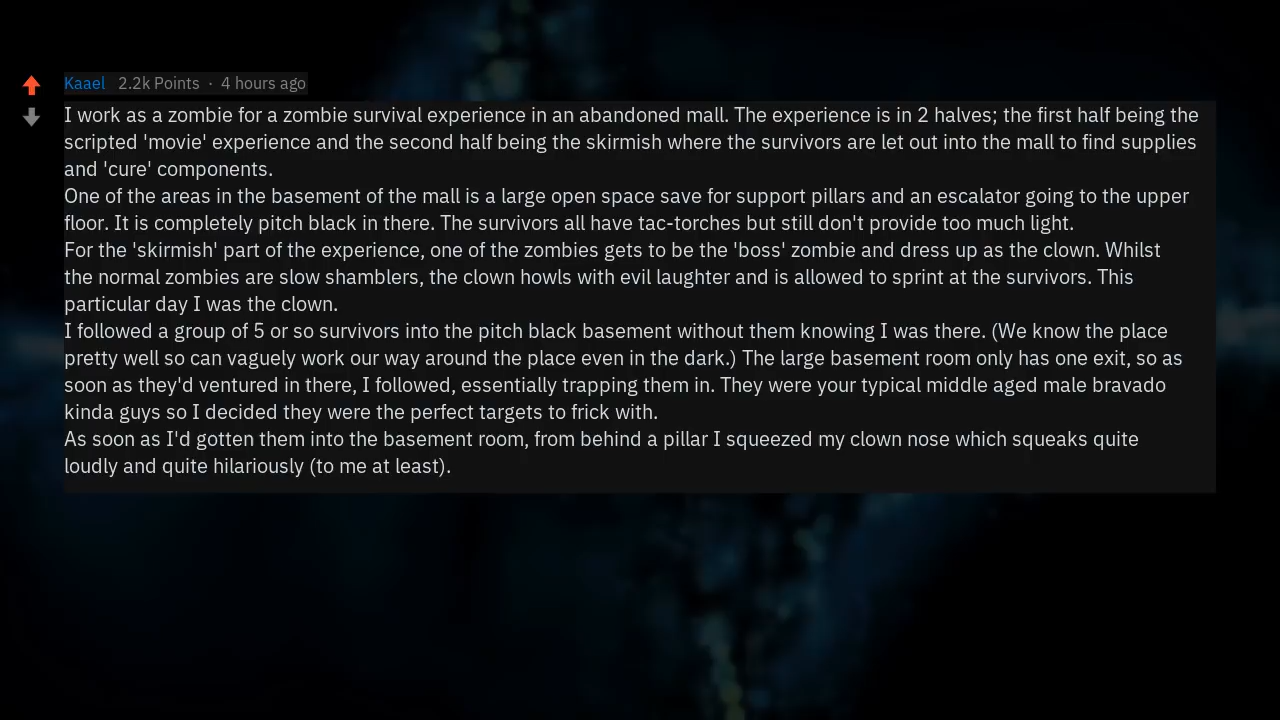 Kaael 2.2k Points · 4 hours ago
I work as a zombie for a zombie survival experience in an abandoned mall. The experience is in 2 halves; the first half being the
scripted 'movie' experience and the second half being the skirmish where the survivors are let out into the mall to find supplies
and 'cure' components.
One of the areas in the basement of the mall is a large open space save for support pillars and an escalator going to the upper
floor. It is completely pitch black in there. The survivors all have tac-torches but still don't provide too much light.
For the 'skirmish' part of the experience, one of the zombies gets to be the 'boss' zombie and dress up as the clown. Whilst
the normal zombies are slow shamblers, the clown howls with evil laughter and is allowed to sprint at the survivors. This
particular day I was the clown.
I followed a group of 5 or so survivors into the pitch black basement without them knowing I was there. (We know the place
pretty well so can vaguely work our way around the place even in the dark.) The large basement room only has one exit, so as
soon as they'd ventured in there, I followed, essentially trapping them in. They were your typical middle aged male bravado
kinda guys so I decided they were the perfect targets to frick with.
As soon as I'd gotten them into the basement room, from behind a pillar I squeezed my clown nose which squeaks quite
loudly and quite hilariously (to me at least).